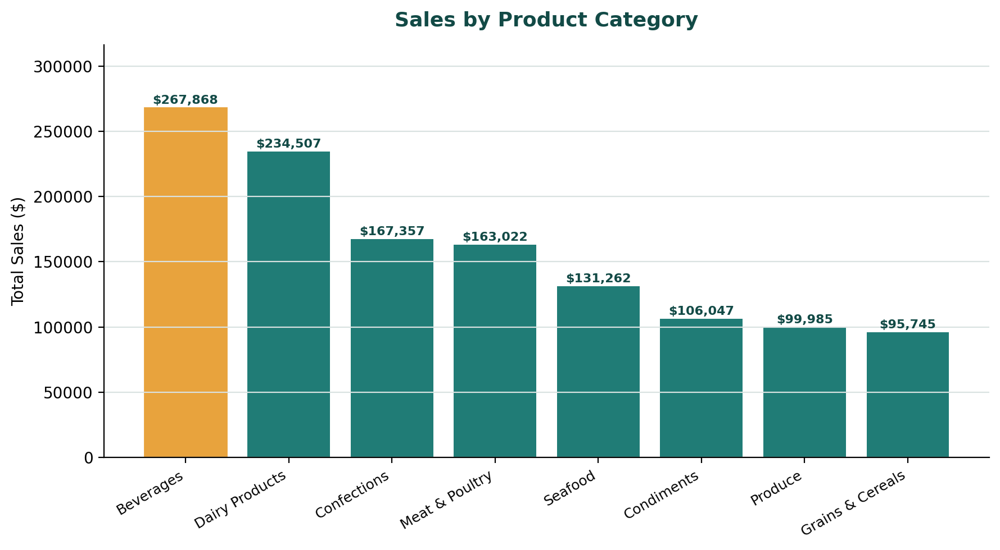 Sales by Product Category
Total Sales ($)
300000
250000
200000
150000
100000
50000
0
$267,868
$234,507
$167,357
$163,022
$131,262
$106,047
$99,985
$95,745
Beverages
Dairy Products
Confections
Meat & Poultry
Seafood
Condiments
Produce
Grains & Cereals